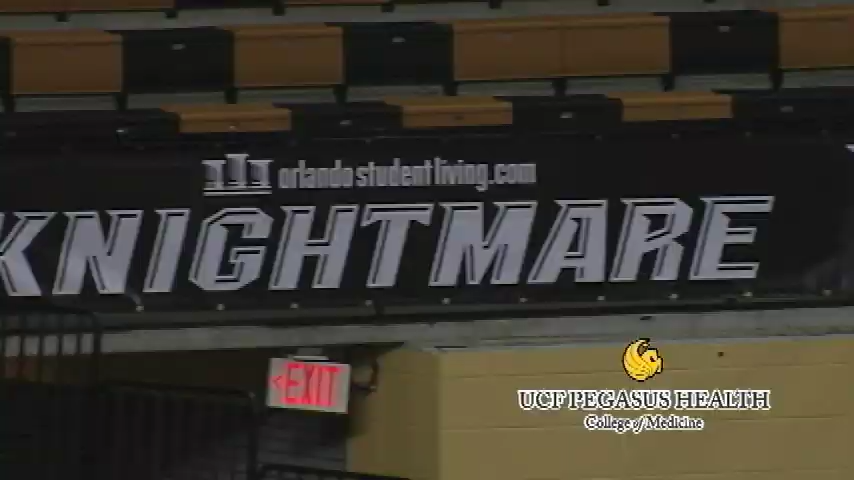 orlandostudentliving.com
KNIGHTMARE
<EXIT
UCF PEGASUS HEALTH
College of Medicine